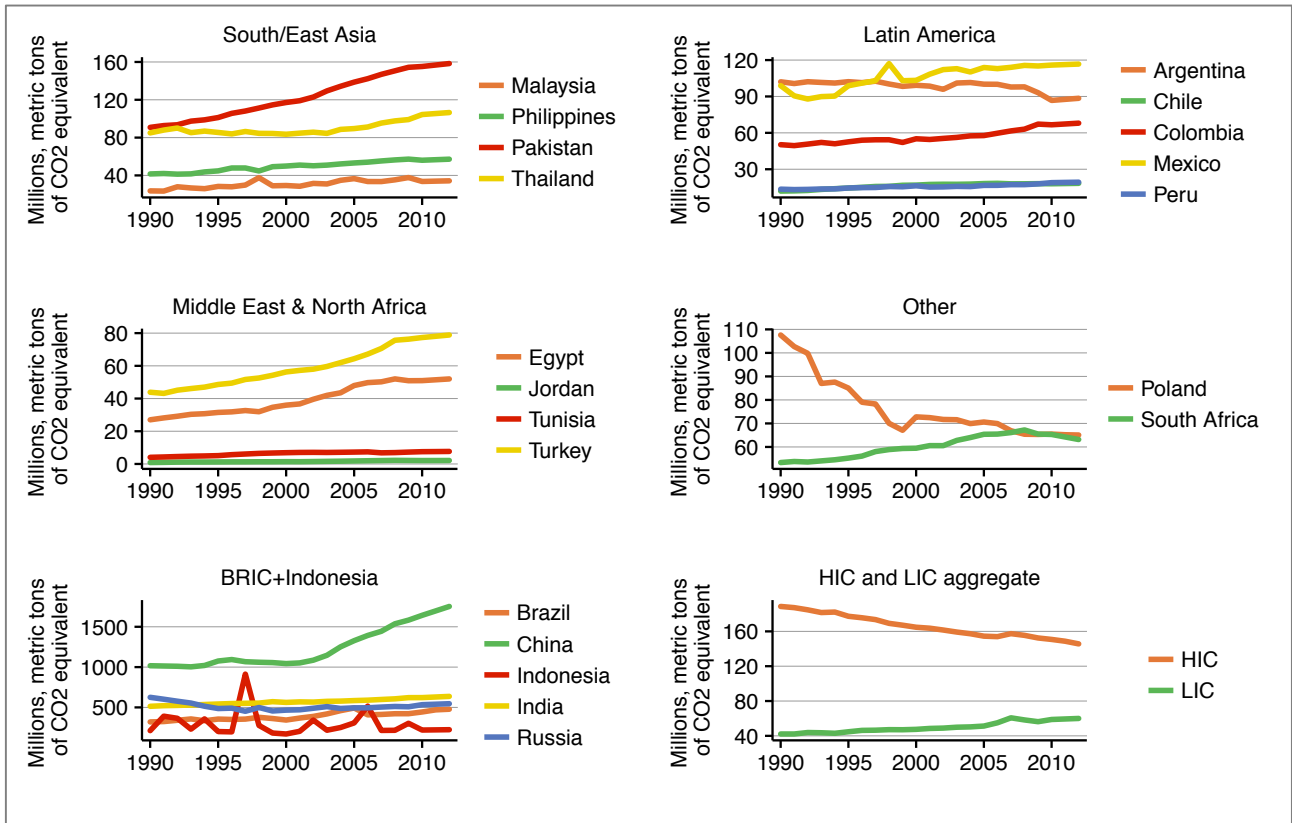 South/East Asia
Millions, metric tons
of CO2 equivalent
160
120
80
40
1990 1995 2000 2005 2010
Malaysia
Philippines
Pakistan
Thailand
Latin America
Millions, metric tons
of CO2 equivalent
120
90
60
30
1990 1995 2000 2005 2010
Argentina
Chile
Colombia
Mexico
Peru
Middle East & North Africa
Millions, metric tons
of CO2 equivalent
80
60
40
20
0
1990 1995 2000 2005 2010
Egypt
Jordan
Tunisia
Turkey
Other
Millions, metric tons
of CO2 equivalent
110
100
90
80
70
60
1990 1995 2000 2005 2010
Poland
South Africa
BRIC+Indonesia
Millions, metric tons
of CO2 equivalent
1500
1000
500
1990 1995 2000 2005 2010
Brazil
China
Indonesia
India
Russia
HIC and LIC aggregate
Millions, metric tons
of CO2 equivalent
160
120
80
40
1990 1995 2000 2005 2010
HIC
LIC